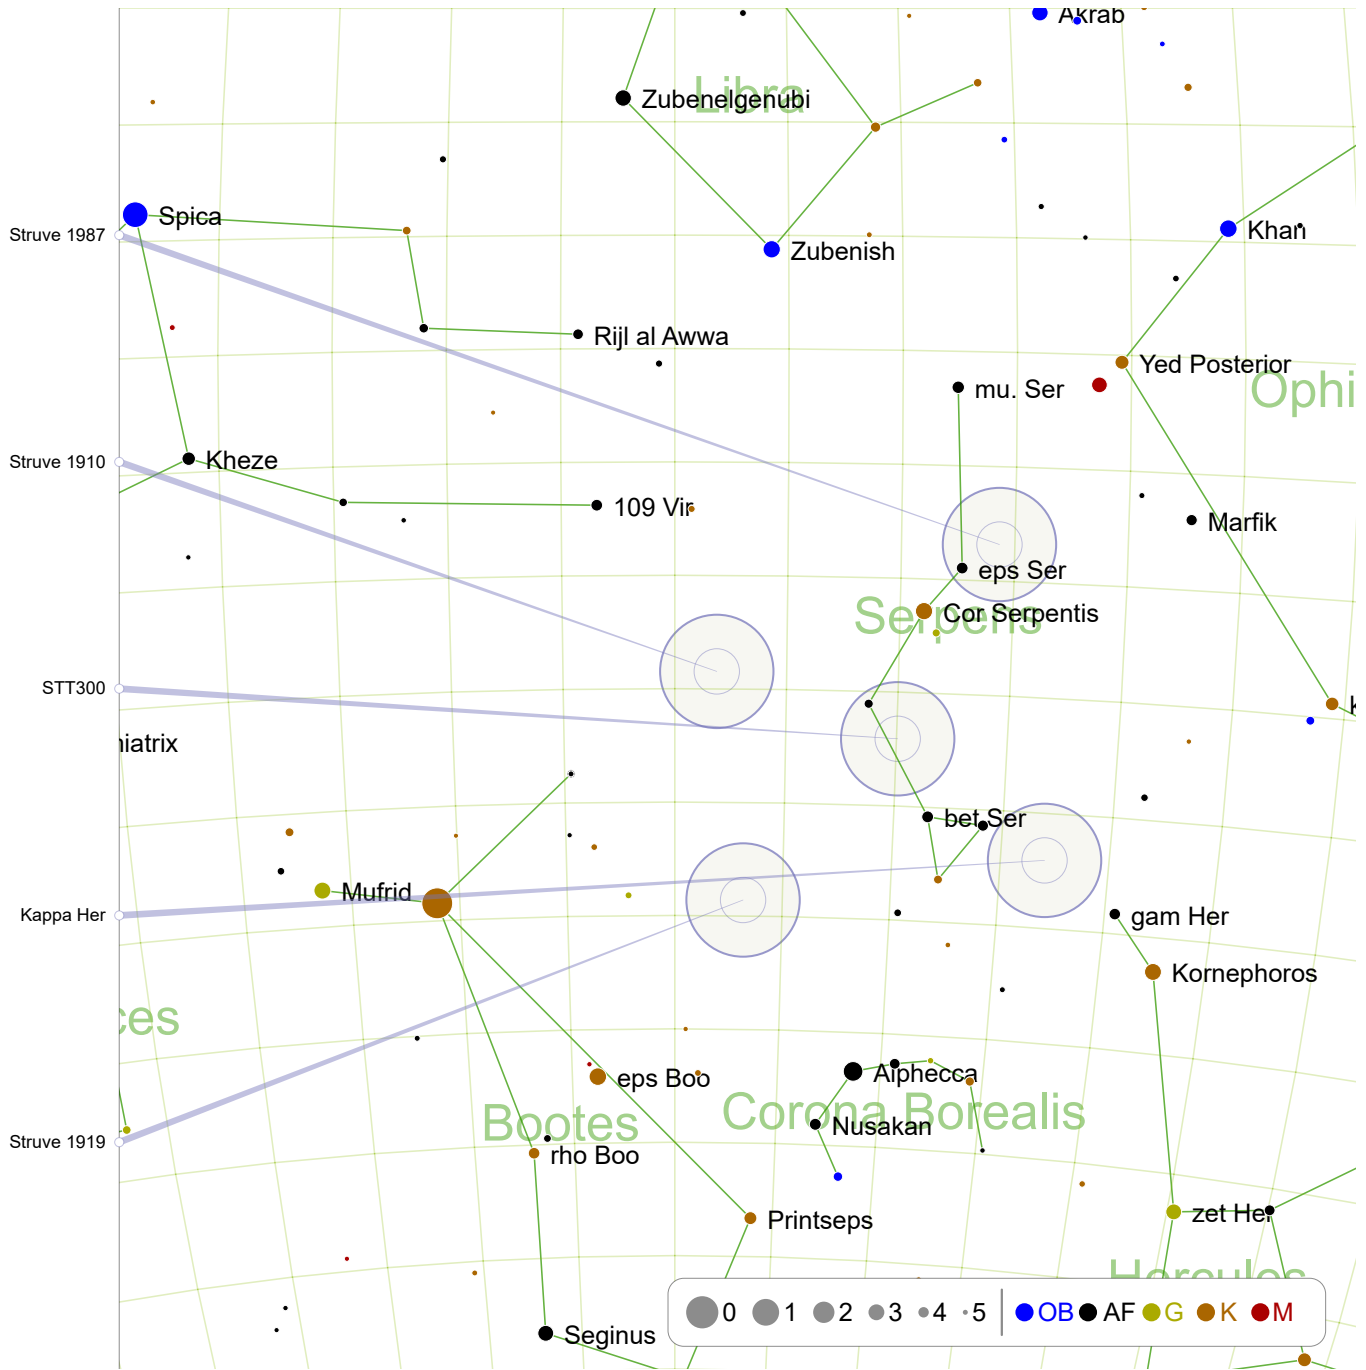 Akrab
Libra
Zubenelgenubi
Spica
Struve 1987
Khan
Zubenish
Rijl al Awwa
Yed Posterior
mu. Ser
Ophi
Struve 1910
Kheze
109 Vir
Marfik
eps Ser
Serpens
Cor Serpentis
STT300
k
niatrix
bet Ser
Mufrid
Kappa Her
gam Her
Kornephoros
ces
eps Boo
Alphecca
Bootes
Corona Borealis
Nusakan
Struve 1919
rho Boo
Printseps
zet Her
Hercules
Seginus
0 1 2 3 4 5 OB AF G K M